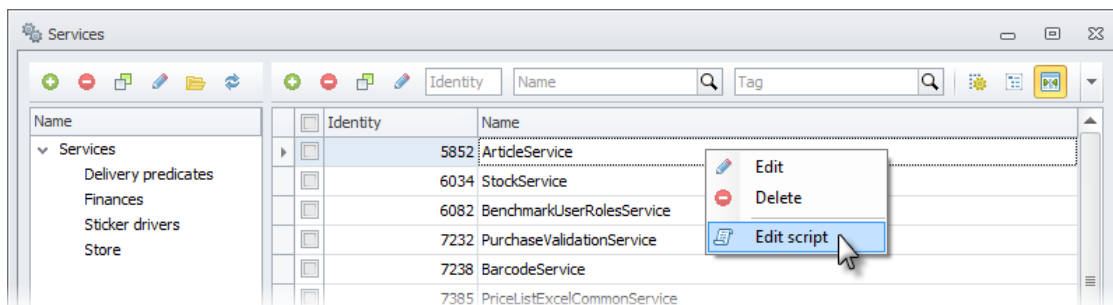 Services
Identity Name Tag
Name
Services
Delivery predicates
Finances
Sticker drivers
Store
Identity Name
5852 ArticleService
6034 StockService
6082 BenchmarkUserRolesService
7232 PurchaseValidationService
7238 BarcodeService
7385 PriceListExcelCommonService
Edit
Delete
Edit script